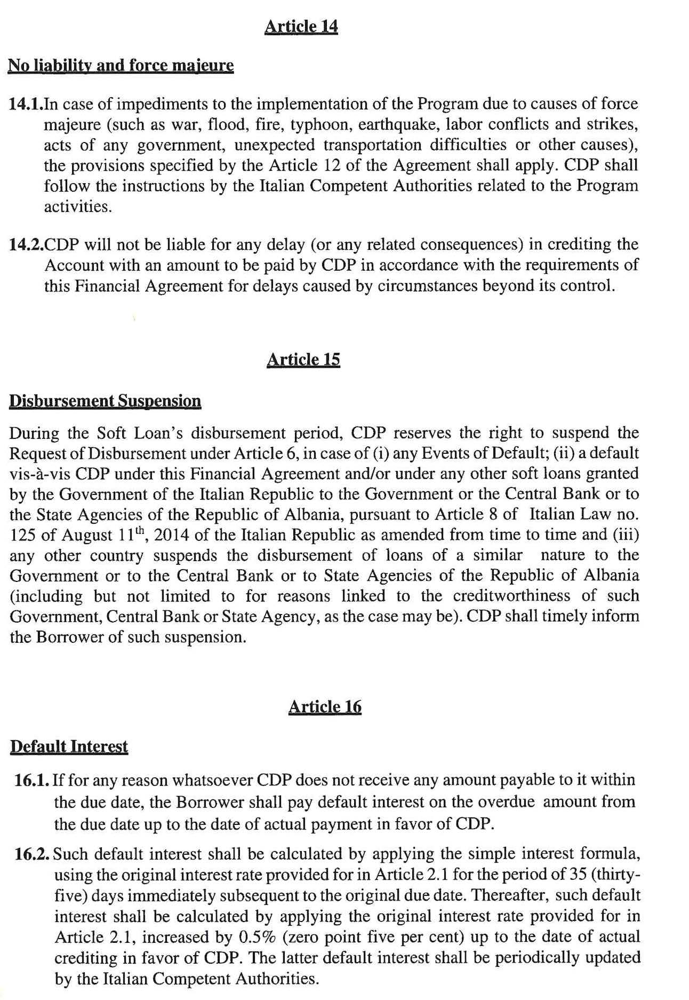 Article 14
No liability and force majeure
14.1.In case of impediments to the implementation of the Program due to causes of force
majeure (such as war, flood, fire, typhoon, earthquake, labor conflicts and strikes,
acts of any government, unexpected transportation difficulties or other causes),
the provisions specified by the Article 12 of the Agreement shall apply. CDP shall
follow the instructions by the Italian Competent Authorities related to the Program
activities.
14.2.CDP will not be liable for any delay (or any related consequences) in crediting the
Account with an amount to be paid by CDP in accordance with the requirements of
this Financial Agreement for delays caused by circumstances beyond its control.
Article 15
Disbursement Suspension
During the Soft Loan's disbursement period, CDP reserves the right to suspend the
Request of Disbursement under Article 6, in case of (i) any Events of Default; (ii) a default
vis-à-vis CDP under this Financial Agreement and/or under any other soft loans granted
by the Government of the Italian Republic to the Government or the Central Bank or to
the State Agencies of the Republic of Albania, pursuant to Article 8 of Italian Law no.
125 of August 11th, 2014 of the Italian Republic as amended from time to time and (iii)
any other country suspends the disbursement of loans of a similar nature to the
Government or to the Central Bank or to State Agencies of the Republic of Albania
(including but not limited to for reasons linked to the creditworthiness of such
Government, Central Bank or State Agency, as the case may be). CDP shall timely inform
the Borrower of such suspension.
Article 16
Default Interest
16.1. If for any reason whatsoever CDP does not receive any amount payable to it within
the due date, the Borrower shall pay default interest on the overdue amount from
the due date up to the date of actual payment in favor of CDP.
16.2. Such default interest shall be calculated by applying the simple interest formula,
using the original interest rate provided for in Article 2.1 for the period of 35 (thirty-
five) days immediately subsequent to the original due date. Thereafter, such default
interest shall be calculated by applying the original interest rate provided for in
Article 2.1, increased by 0.5% (zero point five per cent) up to the date of actual
crediting in favor of CDP. The latter default interest shall be periodically updated
by the Italian Competent Authorities.